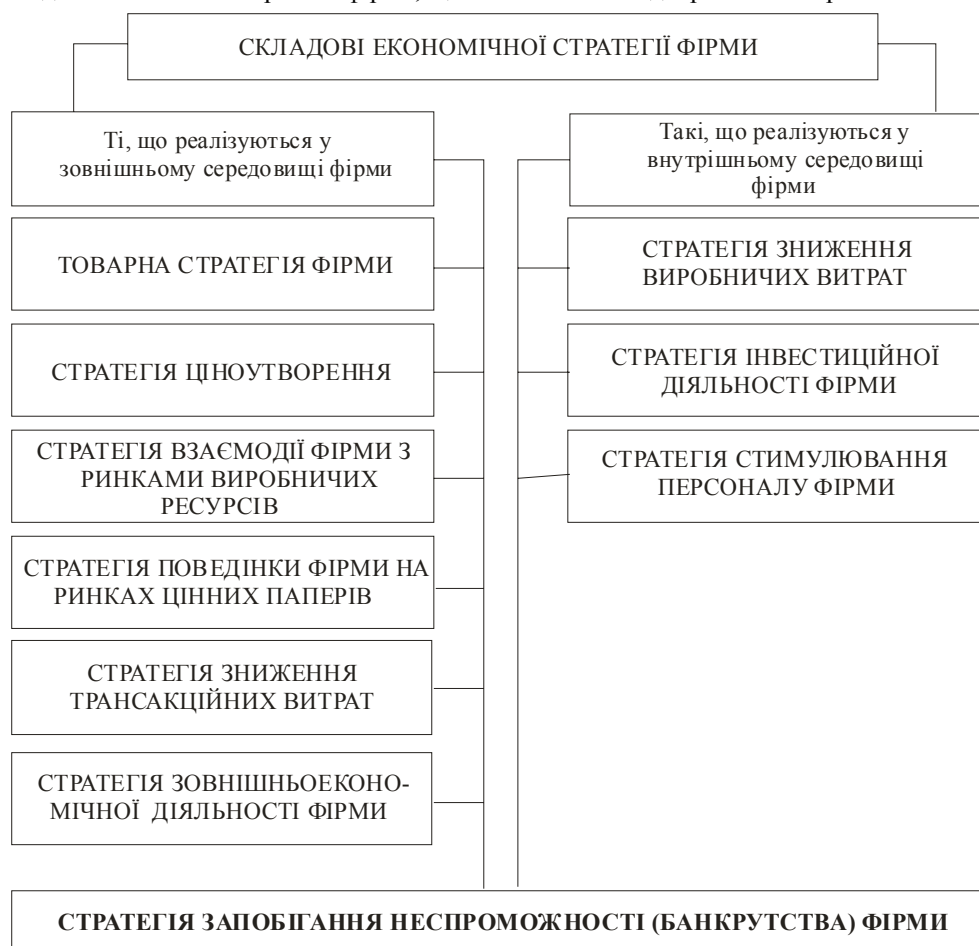 СКЛАДОВІ ЕКОНОМІЧНОЇ СТРАТЕГІЇ ФІРМИ
Ті, що реалізуються у
зовнішньому середовищі фірми
Такі, що реалізуються у
внутрішньому середовищі
фірми
ТОВАРНА СТРАТЕГІЯ ФІРМИ
СТРАТЕГІЯ ЗНИЖЕННЯ
ВИРОБНИЧИХ ВИТРАТ
СТРАТЕГІЯ ЦІНОУТВОРЕННЯ
СТРАТЕГІЯ ІНВЕСТИЦІЙНОЇ
ДІЯЛЬНОСТІ ФІРМИ
СТРАТЕГІЯ ВЗАЄМОДІЇ ФІРМИ З
РИНКАМИ ВИРОБНИЧИХ
РЕСУРСІВ
СТРАТЕГІЯ СТИМУЛЮВАННЯ
ПЕРСОНАЛУ ФІРМИ
СТРАТЕГІЯ ПОВЕДІНКИ ФІРМИ НА
РИНКАХ ЦІННИХ ПАПЕРІВ
СТРАТЕГІЯ ЗНИЖЕННЯ
ТРАНСАКЦІЙНИХ ВИТРАТ
СТРАТЕГІЯ ЗОВНІШНЬОЕКОНО-
МІЧНОЇ ДІЯЛЬНОСТІ ФІРМИ
СТРАТЕГІЯ ЗАПОБІГАННЯ НЕСПРОМОЖНОСТІ (БАНКРУТСТВА) ФІРМИ